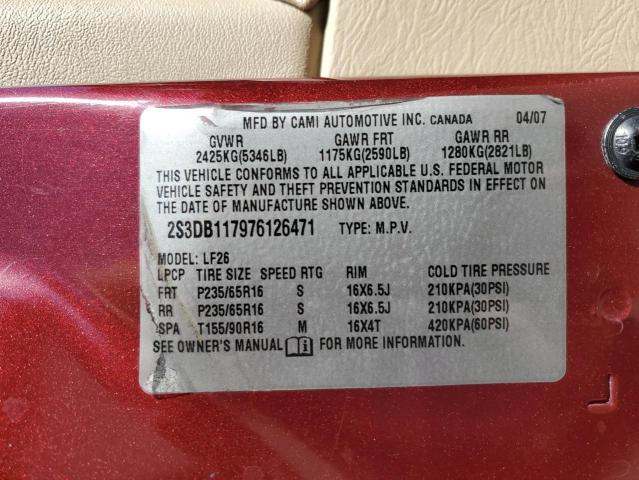 MFD BY CAMI AUTOMOTIVE INC. CANADA 04/07
GVWR GAWR FRT GAWR RR
2425KG(5346LB) 1175KG(2590LB) 1280KG(2821LB)
THIS VEHICLE CONFORMS TO ALL APPLICABLE U.S. FEDERAL MOTOR
VEHICLE SAFETY AND THEFT PREVENTION STANDARDS IN EFFECT ON
THE DATE OF MANUFACTURE SHOWN ABOVE.
2S3DB117976126471 TYPE: M.P.V.
MODEL: LF26
LPCP TIRE SIZE SPEED RTG RIM COLD TIRE PRESSURE
FRT P235/65R16 S 16X6.5J 210KPA(30PSI)
RR P235/65R16 S 16X6.5J 210KPA(30PSI)
SPA T155/90R16 M 16X4T 420KPA(60PSI)
SEE OWNER'S MANUAL FOR MORE INFORMATION.
L